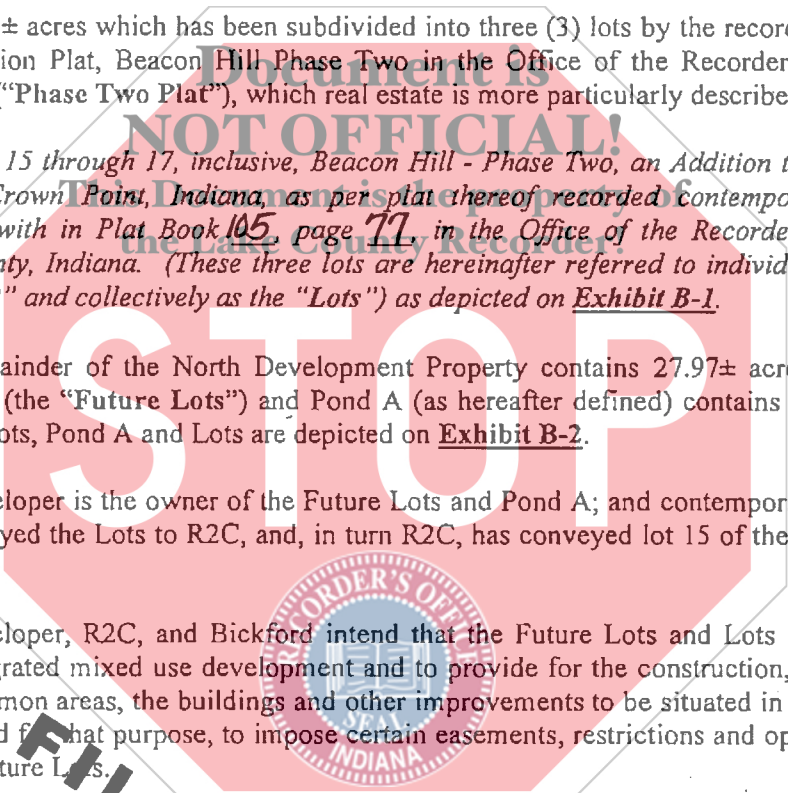 ± acres which has been subdivided into three (3) lots by the recor
ion Plat, Beacon Hill Phase Two in the Office of the Recorder
("Phase Two Plat"), which real estate is more particularly describe
15 through 17, inclusive, Beacon Hill - Phase Two, an Addition t
Crown Point, Indiana, as per plat thereof recorded contempo
with in Plat Book 105, page 77, in the Office of the Recorde
nty, Indiana. (These three lots are hereinafter referred to individ
" and collectively as the "Lots") as depicted on Exhibit B-1.
ainder of the North Development Property contains 27.97± acr
(the "Future Lots") and Pond A (as hereafter defined) contains
ots, Pond A and Lots are depicted on Exhibit B-2.
eloper is the owner of the Future Lots and Pond A; and contempor
yed the Lots to R2C, and, in turn R2C, has conveyed lot 15 of the
eloper, R2C, and Bickford intend that the Future Lots and Lots
grated mixed use development and to provide for the construction,
mon areas, the buildings and other improvements to be situated in
d f that purpose, to impose certain easements, restrictions and op
ture L s.
Document is
NOT OFFICIAL!
This Document is the property of
the Lake County Recorder!
STOP
RECORDER'S OFFICE
SEAL
INDIANA